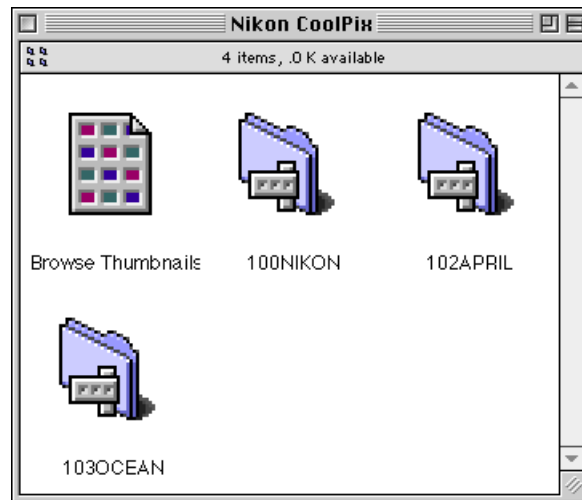 Nikon CoolPix
4 items, .0 K available
Browse Thumbnails
100NIKON
102APRIL
103OCEAN